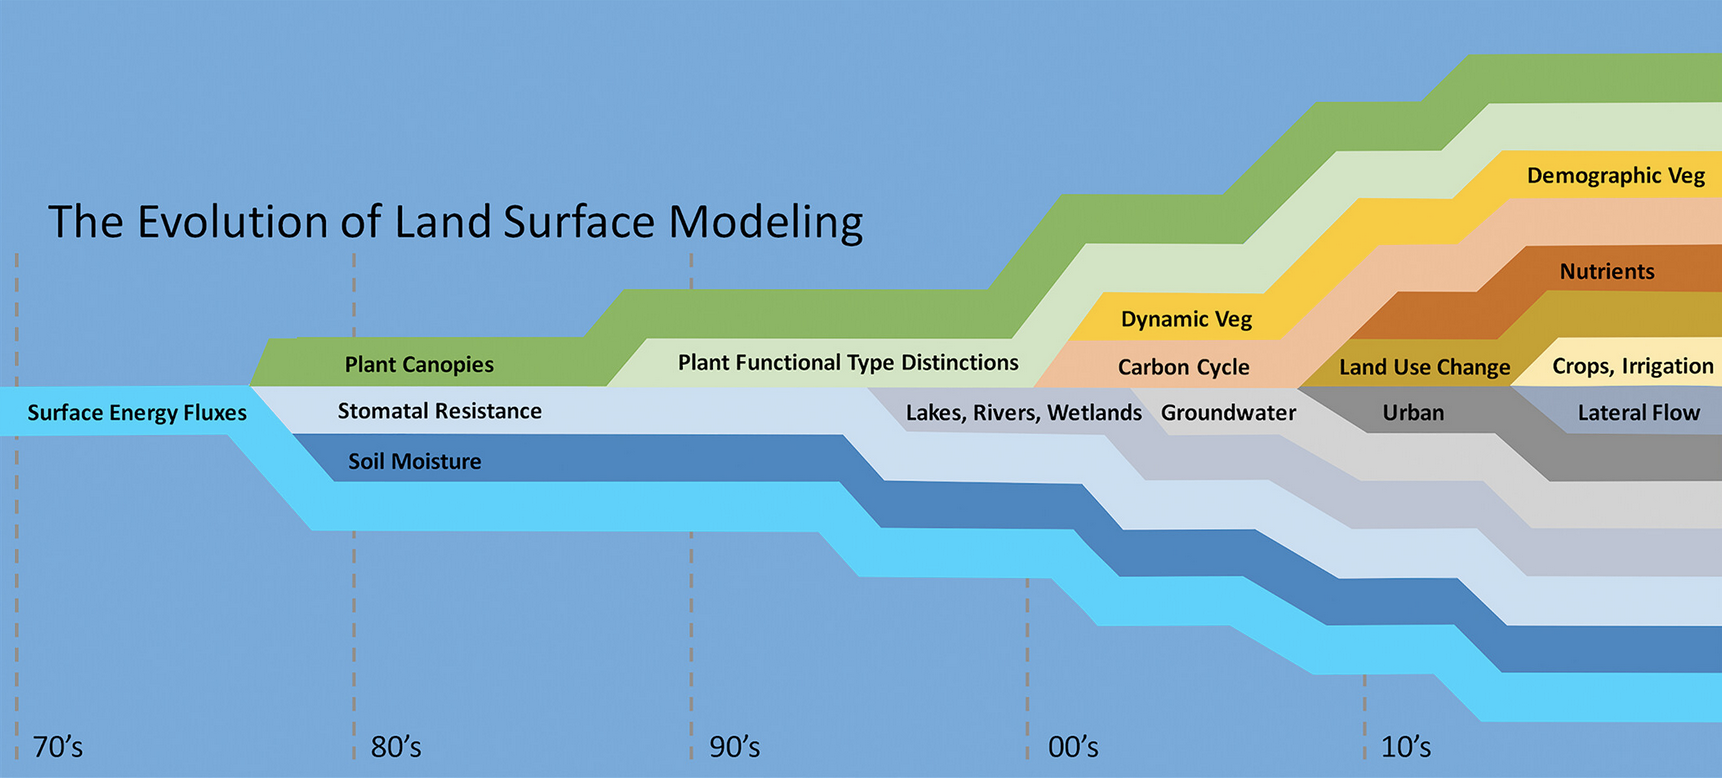 The Evolution of Land Surface Modeling
Demographic Veg
Nutrients
Dynamic Veg
Plant Canopies
Plant Functional Type Distinctions
Carbon Cycle
Land Use Change
Crops, Irrigation
Surface Energy Fluxes
Stomatal Resistance
Lakes, Rivers, Wetlands
Groundwater
Urban
Lateral Flow
Soil Moisture
70’s
80’s
90’s
00’s
10’s